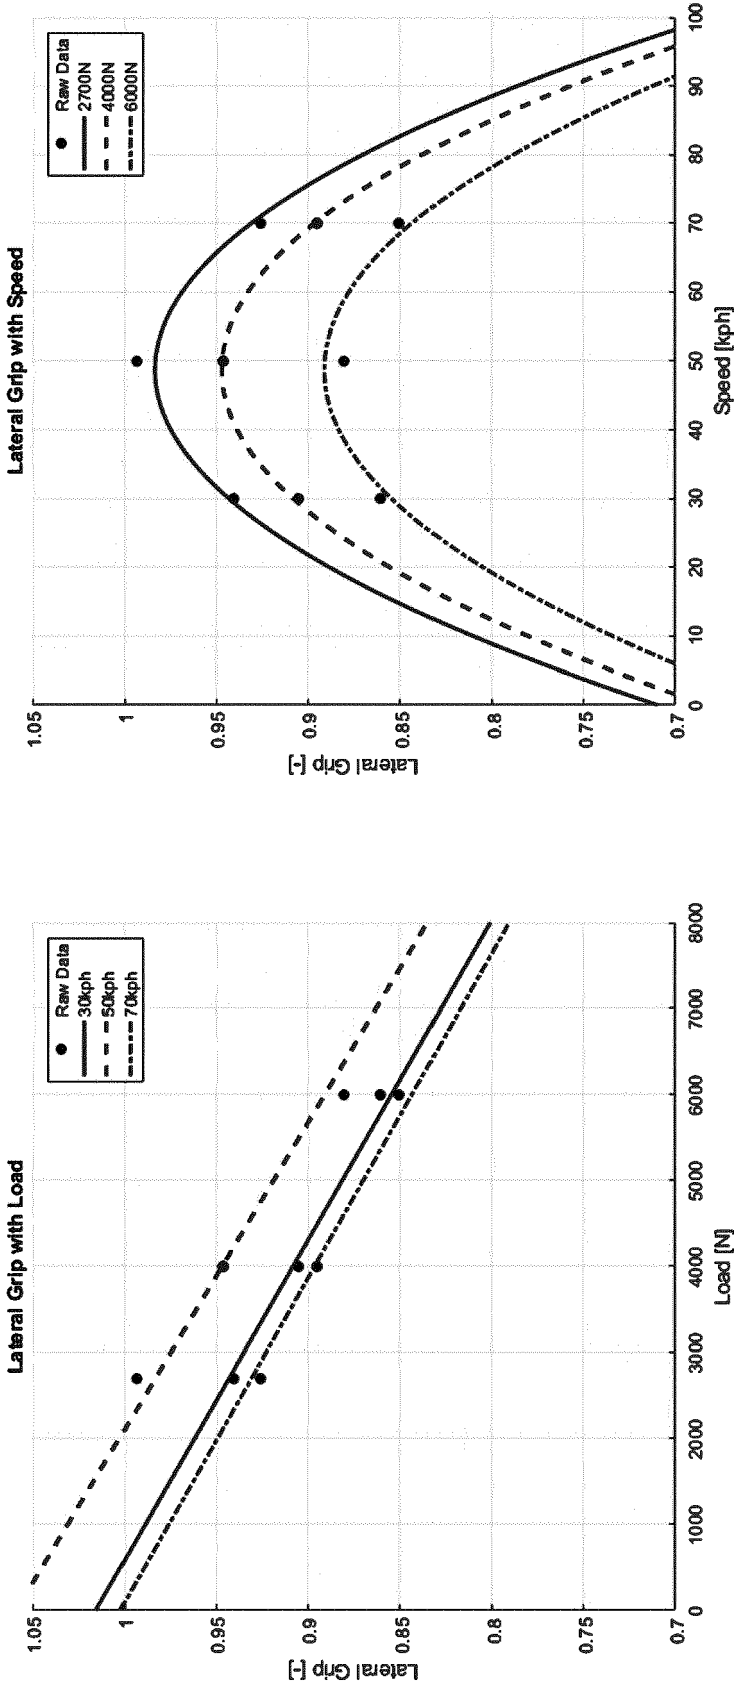 Lateral Grip with Load
Raw Data
30kph
50kph
70kph
Lateral Grip [-]
1.05
1
0.95
0.9
0.85
0.8
0.75
0.7
0
1000
2000
3000
4000
5000
6000
7000
8000
Load [N]
Lateral Grip with Speed
Raw Data
2700N
4000N
6000N
Lateral Grip [-]
1.05
1
0.95
0.9
0.85
0.8
0.75
0.7
0
10
20
30
40
50
60
70
80
90
100
Speed [kph]